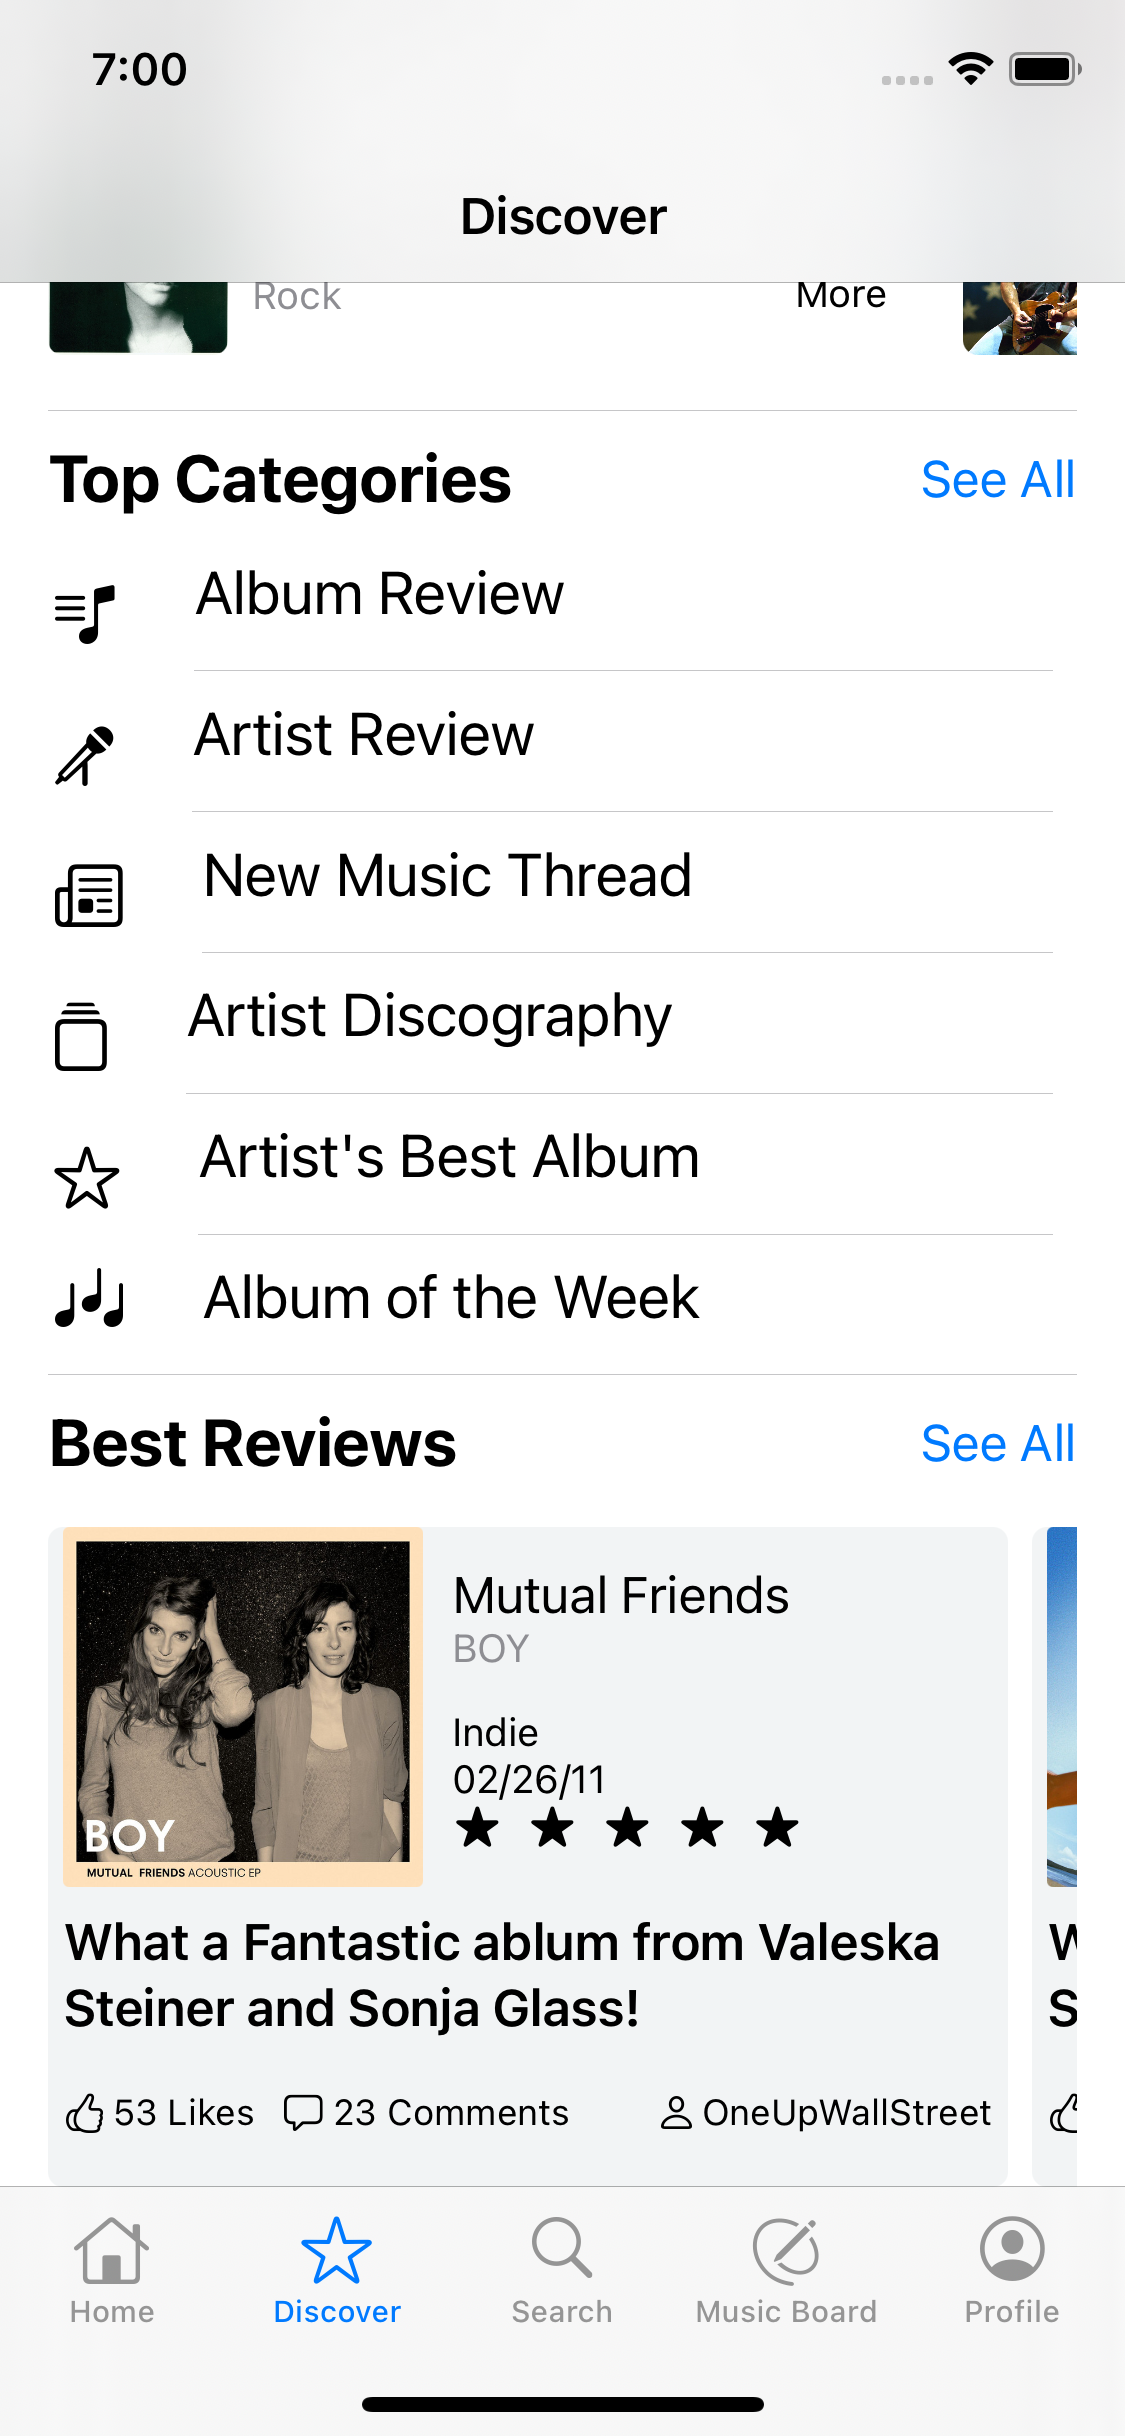 7:00
Discover
Rock
More
Top Categories
See All
Album Review
Artist Review
New Music Thread
Artist Discography
Artist's Best Album
Album of the Week
Best Reviews
See All
Mutual Friends
BOY
Indie
02/26/11
BOY
MUTUAL FRIENDS ACOUSTIC EP
What a Fantastic ablum from Valeska
Steiner and Sonja Glass!
W
S
53 Likes
23 Comments
OneUpWallStreet
Home
Discover
Search
Music Board
Profile